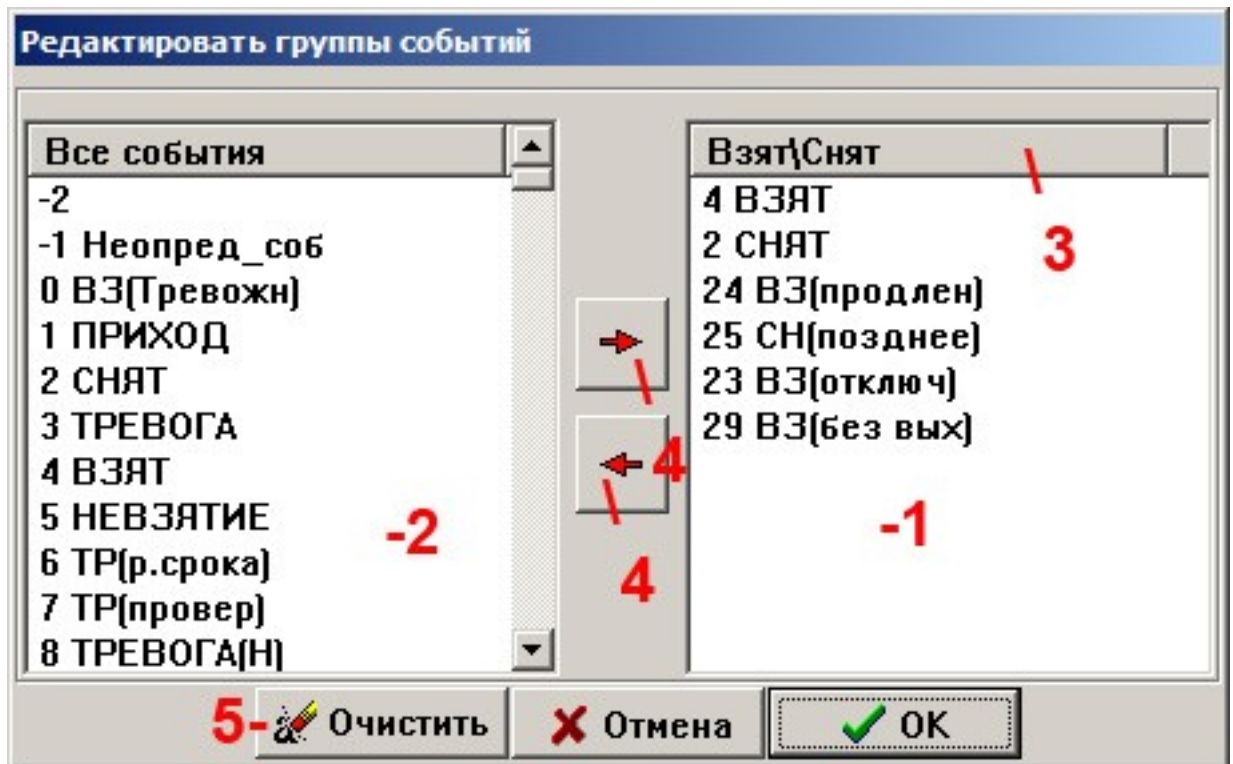 Редактировать группы событий
Все события
-2
-1 Неопред_соб
0 ВЗ(Тревожн)
1 ПРИХОД
2 СНЯТ
3 ТРЕВОГА
4 ВЗЯТ
5 НЕВЗЯТИЕ
6 ТР(р.срока)
7 ТР(провер)
8 ТРЕВОГА(Н)
-2
4
4
Взят\Снят
4 ВЗЯТ
2 СНЯТ
24 ВЗ(продлен)
25 СН(позднее)
23 ВЗ(отключ)
29 ВЗ(без вых)
3
-1
5- Очистить
Отмена
OK